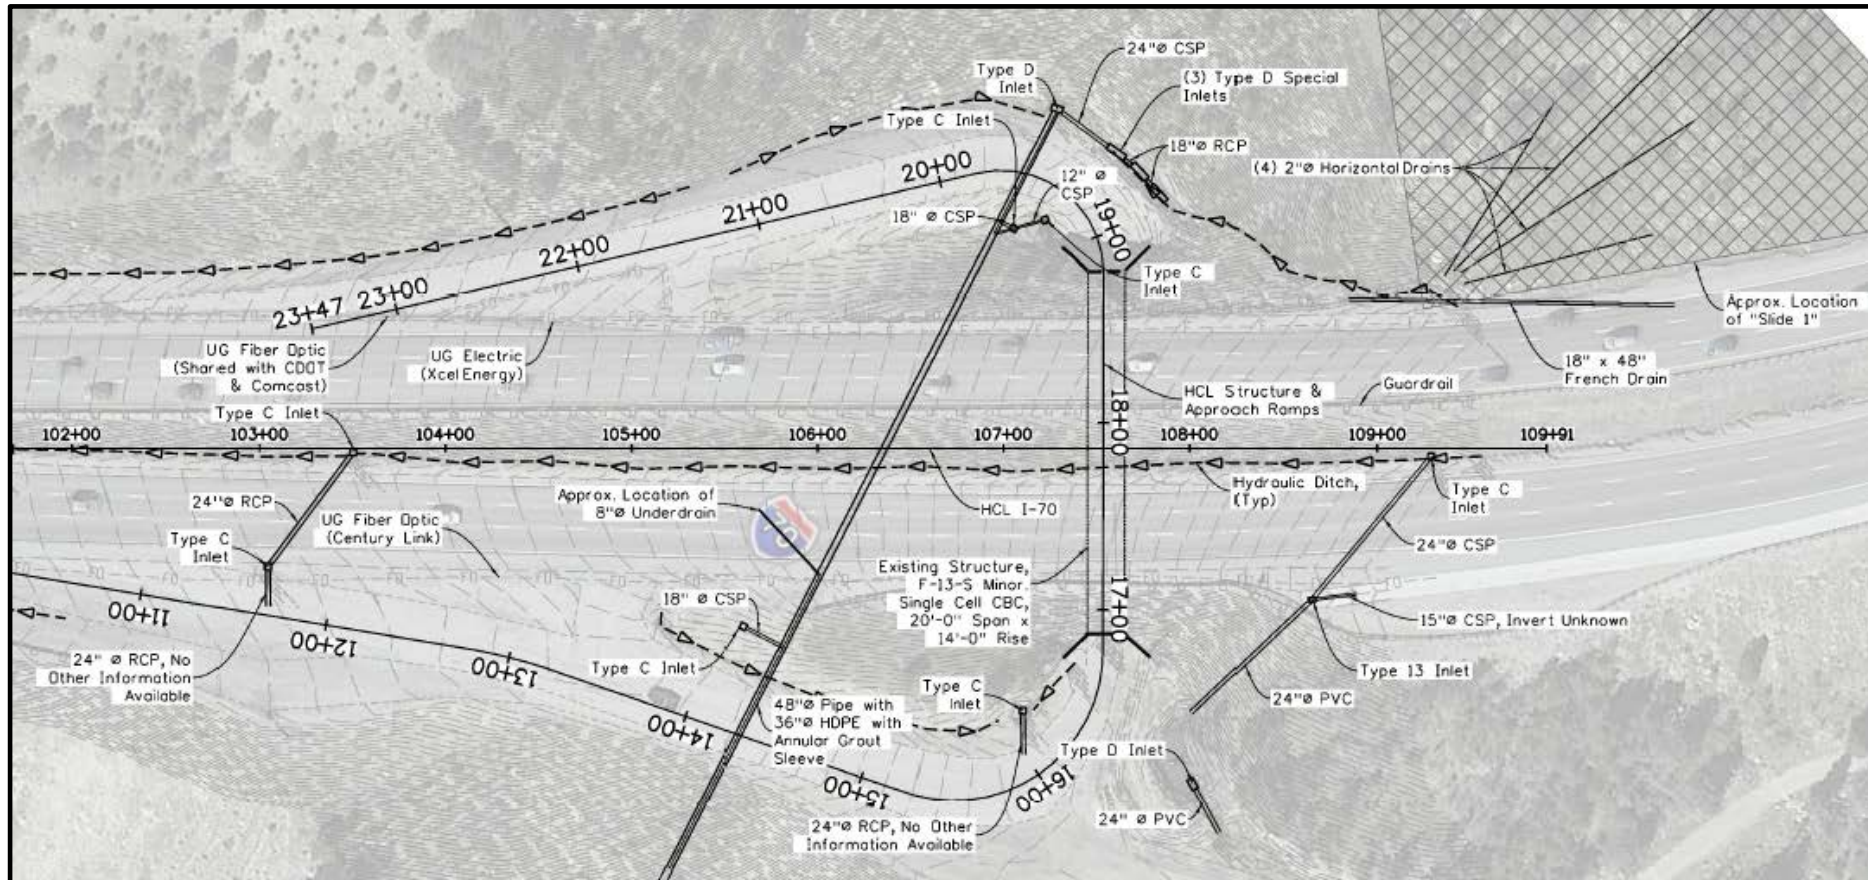 24"Ø CSP
Type D
Inlet
(3) Type D Special
Inlets
Type C Inlet
18"Ø RCP
(4) 2"Ø Horizontal Drains
20+00
12" Ø
CSP
21+00
18" Ø CSP
19+00
22+00
Type C
Inlet
23+00
23+47
Approx. Location
of "Slide 1"
UG Fiber Optic
(Shared with CDOT
& Comcast)
UG Electric
(Xcel Energy)
18" x 48"
French Drain
Guardrail
HCL Structure &
Approach Ramps
Type C Inlet
18+00
102+00
103+00
104+00
105+00
106+00
107+00
108+00
109+00
109+91
24"Ø RCP
Approx. Location of
8"Ø Underdrain
Hydraulic Ditch,
(Typ)
Type C
Inlet
HCL I-70
UG Fiber Optic
(Century Link)
70
Type C
Inlet
24"Ø CSP
Existing Structure,
F-13-S Minor.
Single Cell CBC,
20'-0" Span x
14'-0" Rise
17+00
11+00
18" Ø CSP
15"Ø CSP, Invert Unknown
12+00
24" Ø RCP, No
Other Information
Available
13+00
Type C Inlet
Type 13 Inlet
Type C
Inlet
24"Ø PVC
48"Ø Pipe with
36"Ø HDPE with
Annular Grout
Sleeve
14+00
Type D Inlet
15+00
16+00
24"Ø RCP, No Other
Information Available
24" Ø PVC